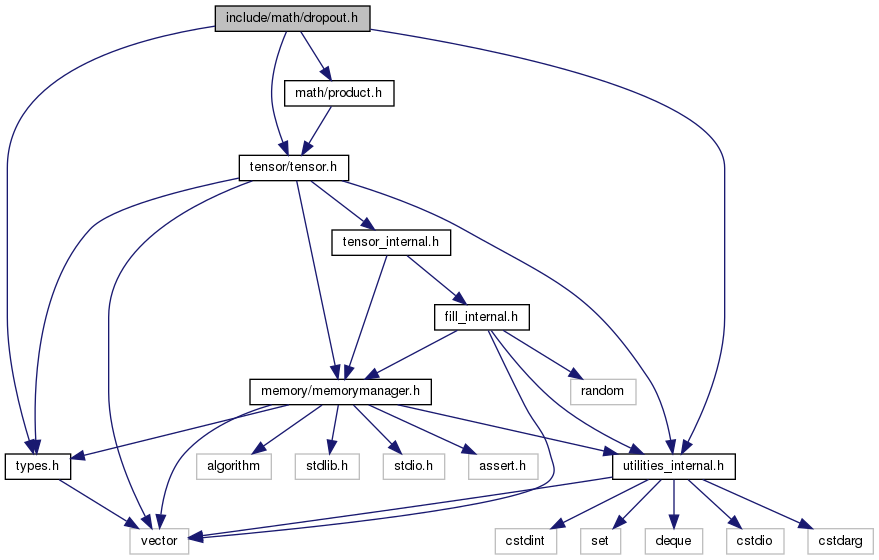 include/math/dropout.h
math/product.h
tensor/tensor.h
tensor_internal.h
fill_internal.h
memory/memorymanager.h
random
types.h
algorithm
stdlib.h
stdio.h
assert.h
utilities_internal.h
vector
cstdint
set
deque
cstdio
cstdarg